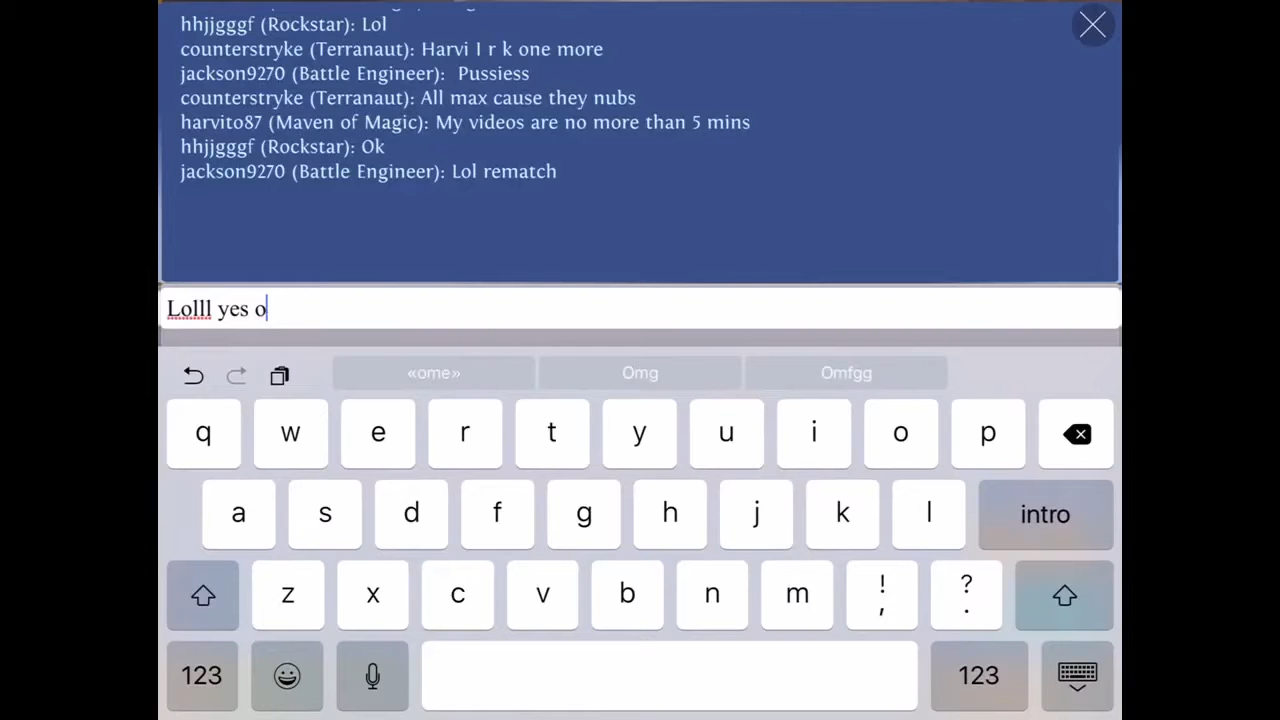 hhjjgggf (Rockstar): Lol
counterstryke (Terranaut): Harvi I r k one more
jackson9270 (Battle Engineer): Pussiess
counterstryke (Terranaut): All max cause they nubs
harvito87 (Maven of Magic): My videos are no more than 5 mins
hhjjgggf (Rockstar): Ok
jackson9270 (Battle Engineer): Lol rematch
Lolll yes o
«ome» Omg Omfgg
q w e r t y u i o p
a s d f g h j k l intro
z x c v b n m ! , ? .
123 123